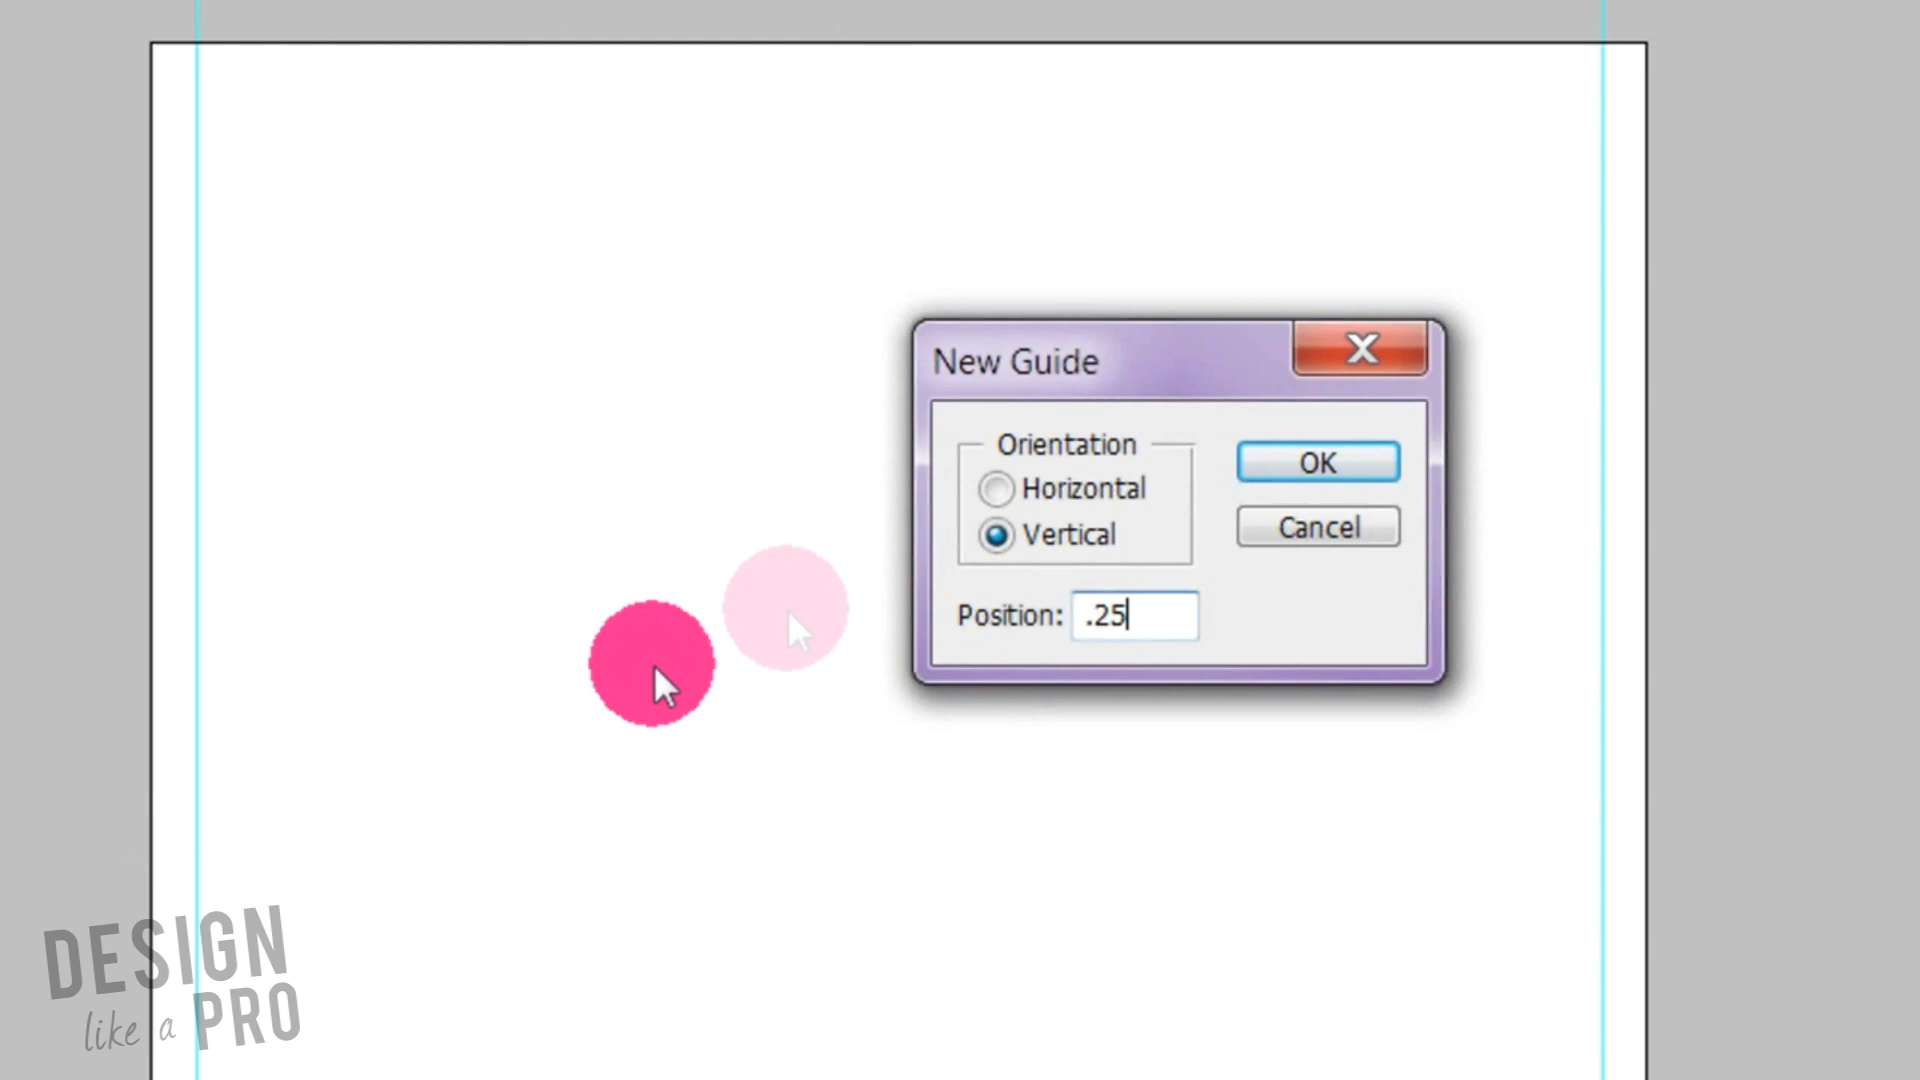 New Guide
X
Orientation
Horizontal
Vertical
OK
Cancel
Position: .25
DESIGN
like a PRO